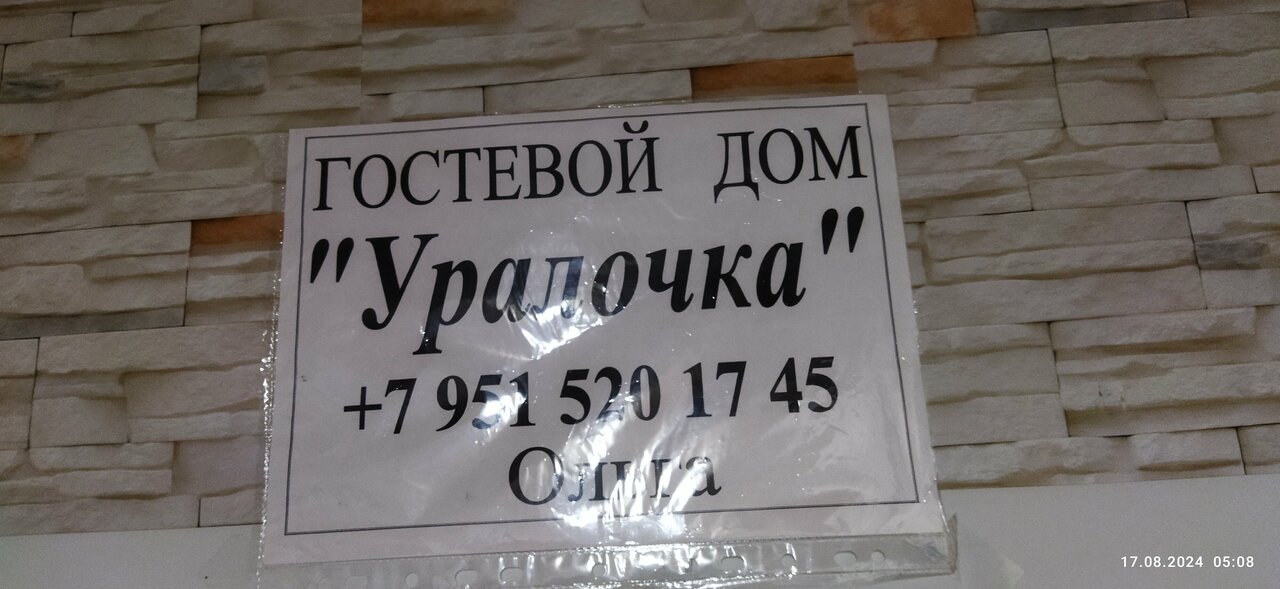 ГОСТЕВОЙ ДОМ
"Уралочка"
+7 951 520 17 45
Ольга
17.08.2024 05:08